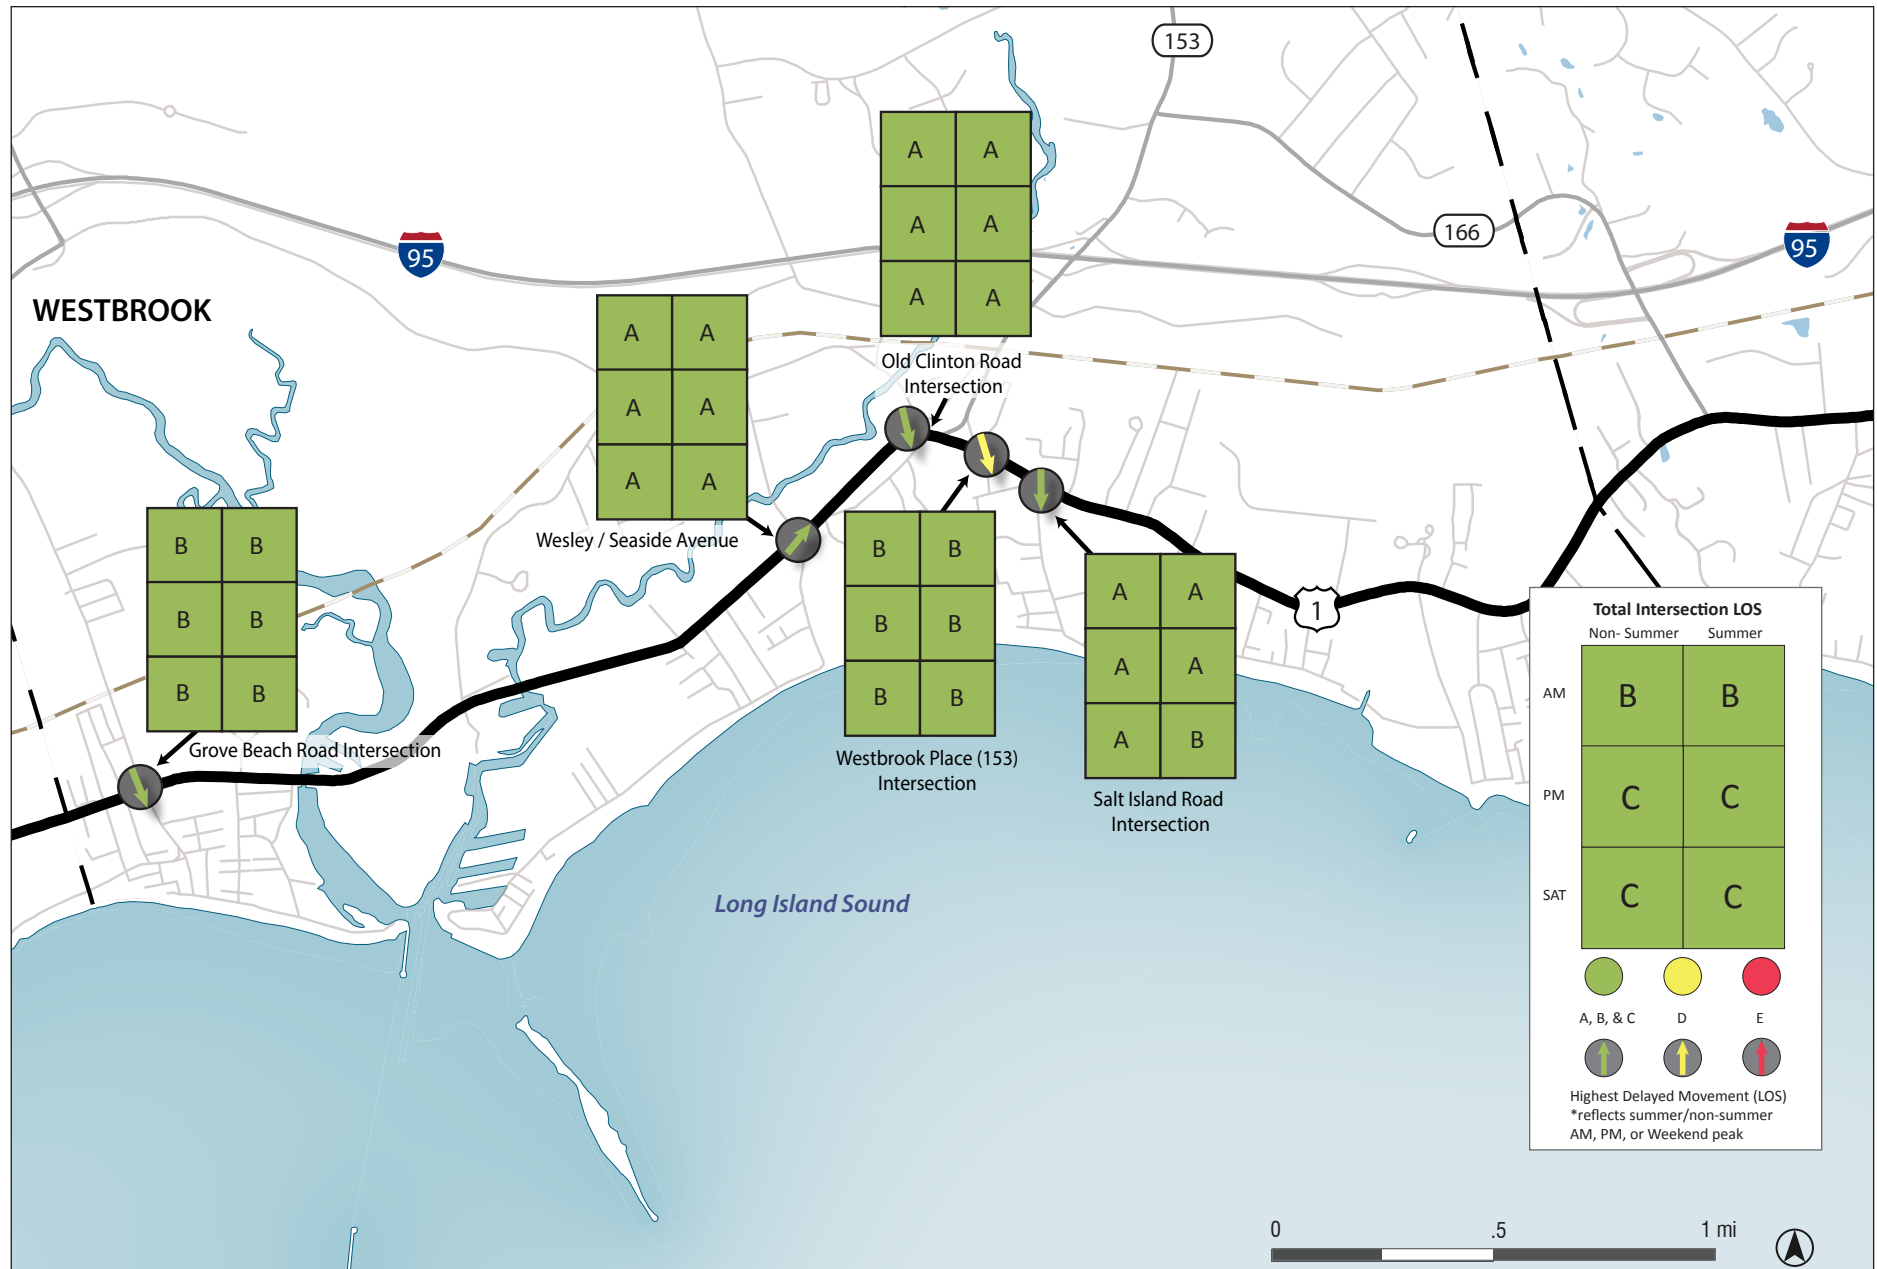 153
A A
A A
A A
166
95
95
WESTBROOK
A A
A A
A A
Old Clinton Road
Intersection
Wesley / Seaside Avenue
B B
B B
B B
Grove Beach Road Intersection
B B
B B
B B
Westbrook Place (153)
Intersection
A A
A A
A B
Salt Island Road
Intersection
1
Long Island Sound
Total Intersection LOS
Non- Summer Summer
AM B B
PM C C
SAT C C
A, B, & C D E
Highest Delayed Movement (LOS)
*reflects summer/non-summer
AM, PM, or Weekend peak
0 .5 1 mi